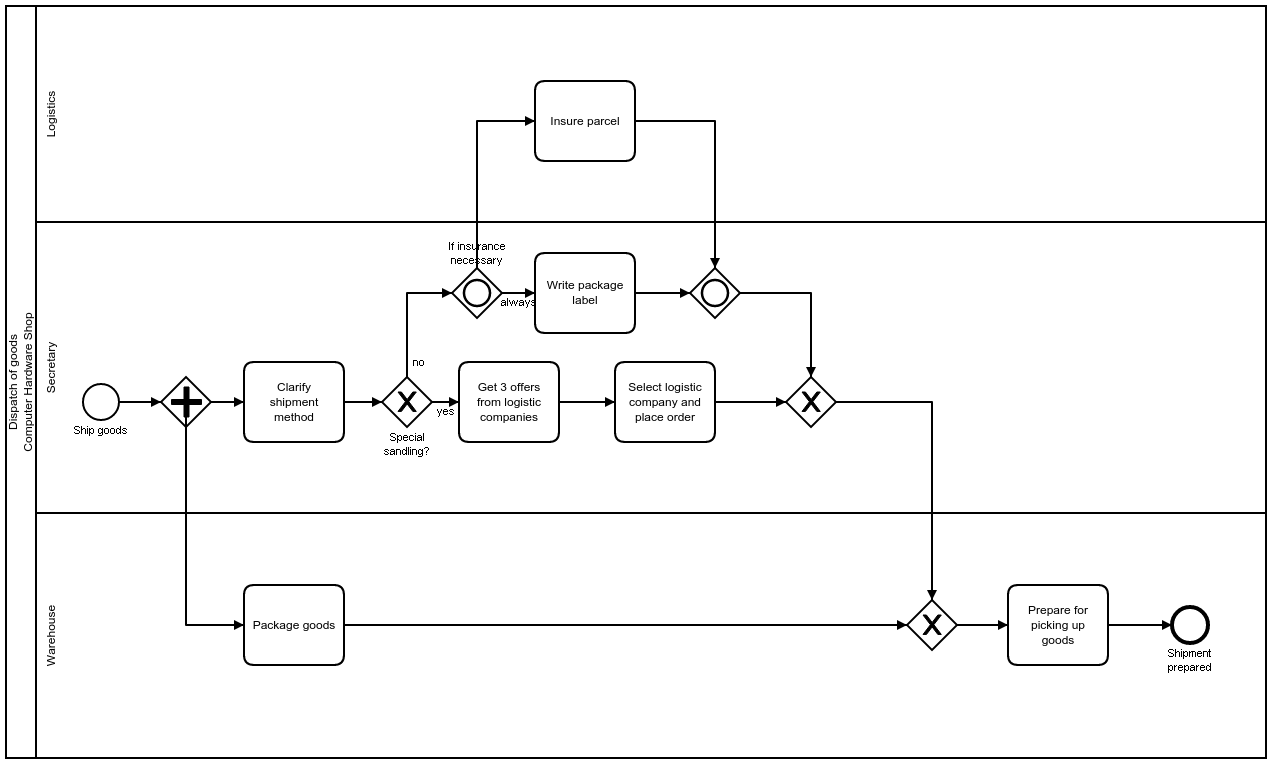 Dispatch of goods
Computer Hardware Shop
Logistics
Insure parcel
Secretary
If insurance
necessary
always
Write package
label
no
Ship goods
Clarify
shipment
method
Special
sandling?
yes
Get 3 offers
from logistic
companies
Select logistic
company and
place order
Warehouse
Package goods
Prepare for
picking up
goods
Shipment
prepared